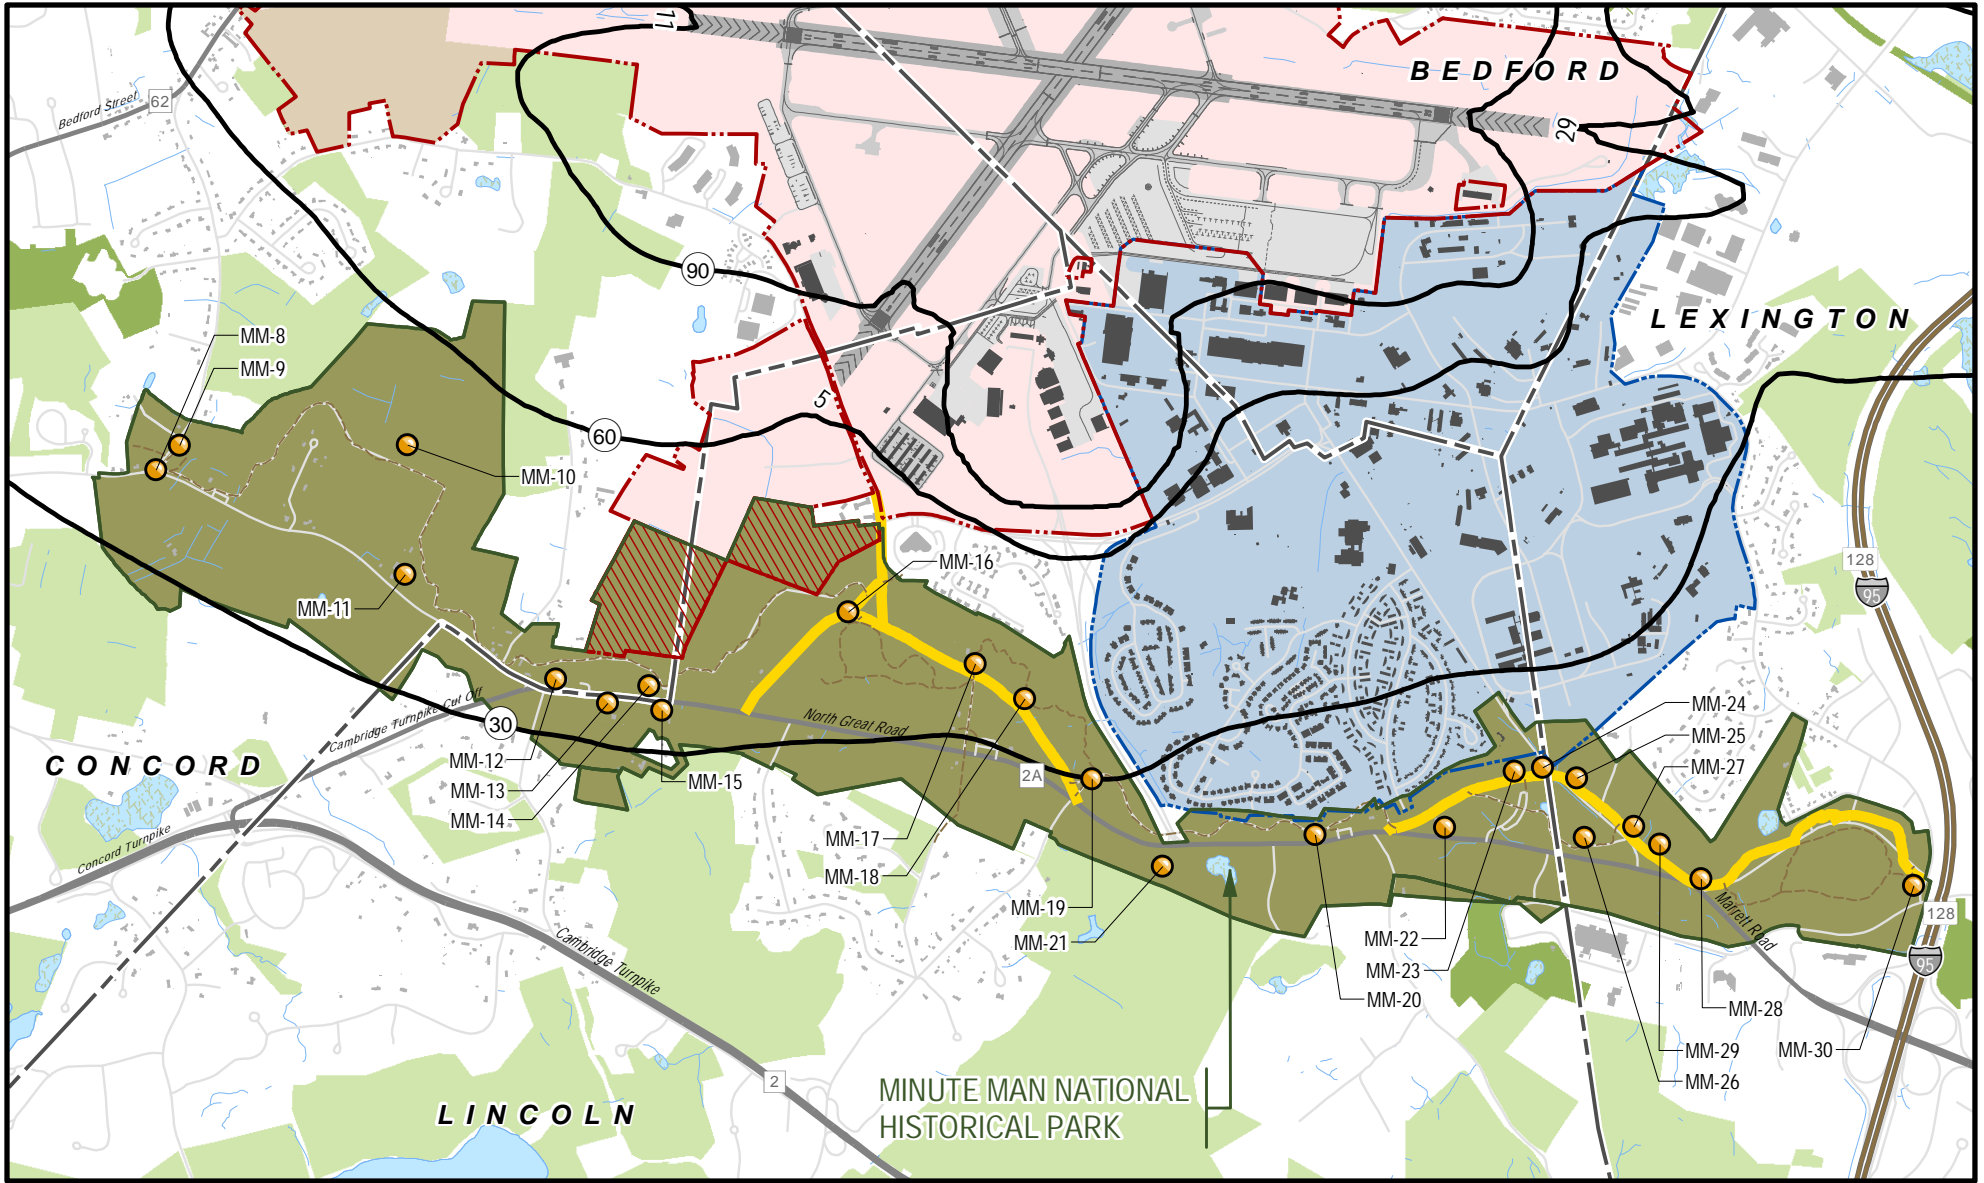 11
BEDFORD
Bedford Street
62
29
90
LEXINGTON
MM-8
MM-9
5
60
MM-10
MM-16
128
95
MM-11
MM-24
Cambridge Turnpike Cut Off
30
North Great Road
MM-25
CONCORD
MM-12
MM-27
2A
MM-15
MM-13
MM-14
Concord Turnpike
MM-17
MM-18
MM-19
Marrett Road
128
MM-21
MM-22
Cambridge Turnpike
MM-23
95
MM-20
MM-28
MM-29
MM-30
2
MM-26
MINUTE MAN NATIONAL
HISTORICAL PARK
LINCOLN